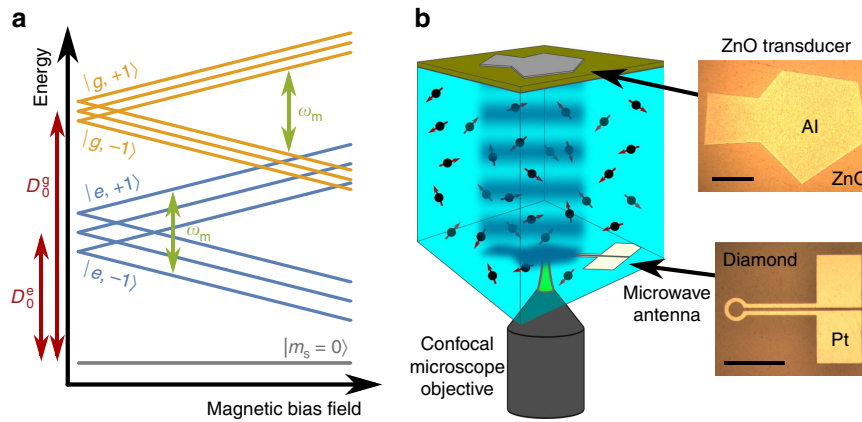 a
Energy
|g, +1⟩
|g, −1⟩
ωm
D0g
|e, +1⟩
ωm
|e, −1⟩
D0e
|ms = 0⟩
Magnetic bias field
b
ZnO transducer
Al
ZnO
Diamond
Pt
Microwave
antenna
Confocal
microscope
objective